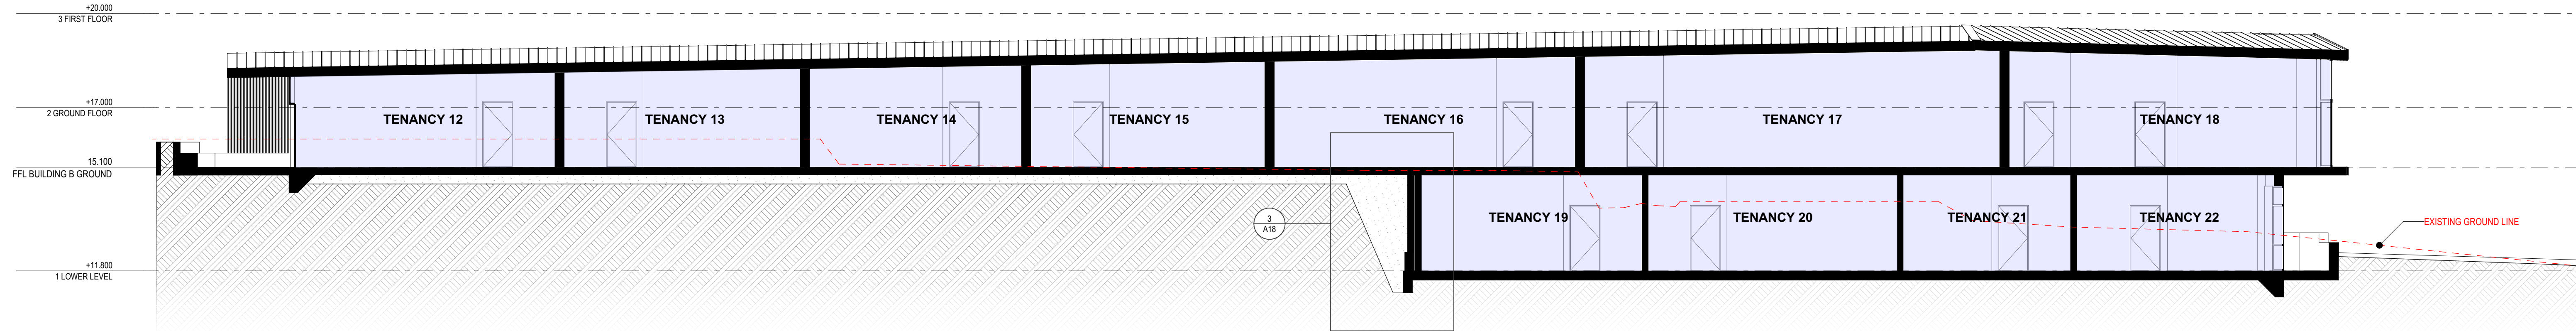 +20.000
3 FIRST FLOOR
+17.000
2 GROUND FLOOR
TENANCY 12
TENANCY 13
TENANCY 14
TENANCY 15
TENANCY 16
TENANCY 17
TENANCY 18
15.100
FFL BUILDING B GROUND
3
A18
TENANCY 19
TENANCY 20
TENANCY 21
TENANCY 22
EXISTING GROUND LINE
+11.800
1 LOWER LEVEL